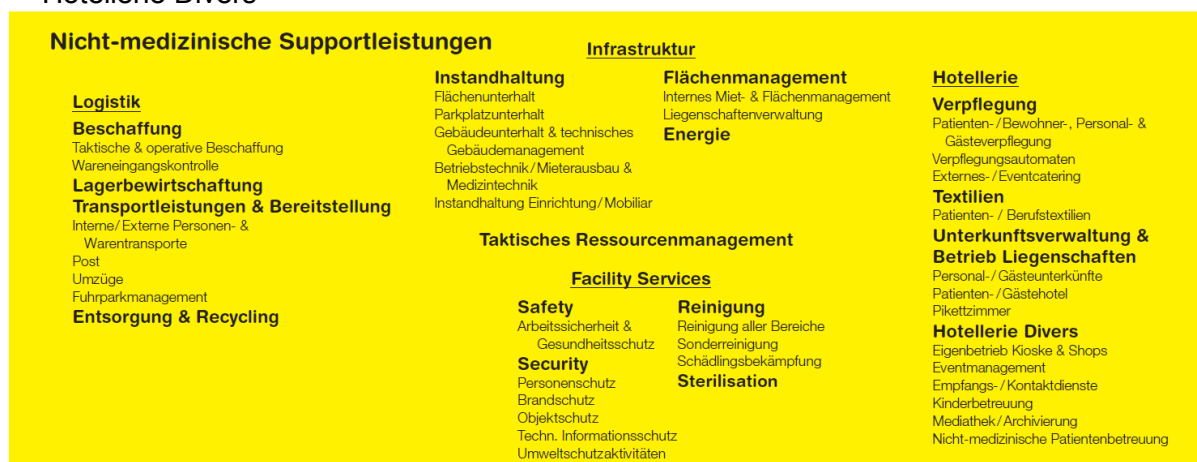 Hotellerie Divers
Nicht-medizinische Supportleistungen
Logistik
Beschaffung
Taktische & operative Beschaffung
Wareneingangskontrolle
Lagerbewirtschaftung
Transportleistungen & Bereitstellung
Interne/Externe Personen- &
Warentransporte
Post
Umzüge
Fuhrparkmanagement
Entsorgung & Recycling
Infrastruktur
Instandhaltung
Flächenunterhalt
Parkplatzunterhalt
Gebäudeunterhalt & technisches
Gebäudemanagement
Betriebstechnik/Mieterausbau &
Medizintechnik
Instandhaltung Einrichtung/Mobiliar
Flächenmanagement
Internes Miet- & Flächenmanagement
Liegenschaftenverwaltung
Energie
Taktisches Ressourcenmanagement
Facility Services
Safety
Arbeitssicherheit &
Gesundheitsschutz
Security
Personenschutz
Brandschutz
Objektschutz
Techn. Informationsschutz
Umweltschutzaktivitäten
Reinigung
Reinigung aller Bereiche
Sonderreinigung
Schädlingsbekämpfung
Sterilisation
Hotellerie
Verpflegung
Patienten-/Bewohner-, Personal- &
Gästeverpflegung
Verpflegungsautomaten
Externes-/Eventcatering
Textilien
Patienten- / Berufstextilien
Unterkunftsverwaltung &
Betrieb Liegenschaften
Personal-/Gästeunterkünfte
Patienten-/Gästehotel
Pikettzimmer
Hotellerie Divers
Eigenbetrieb Kioske & Shops
Eventmanagement
Empfangs-/Kontaktdienste
Kinderbetreuung
Mediathek/Archivierung
Nicht-medizinische Patientenbetreuung